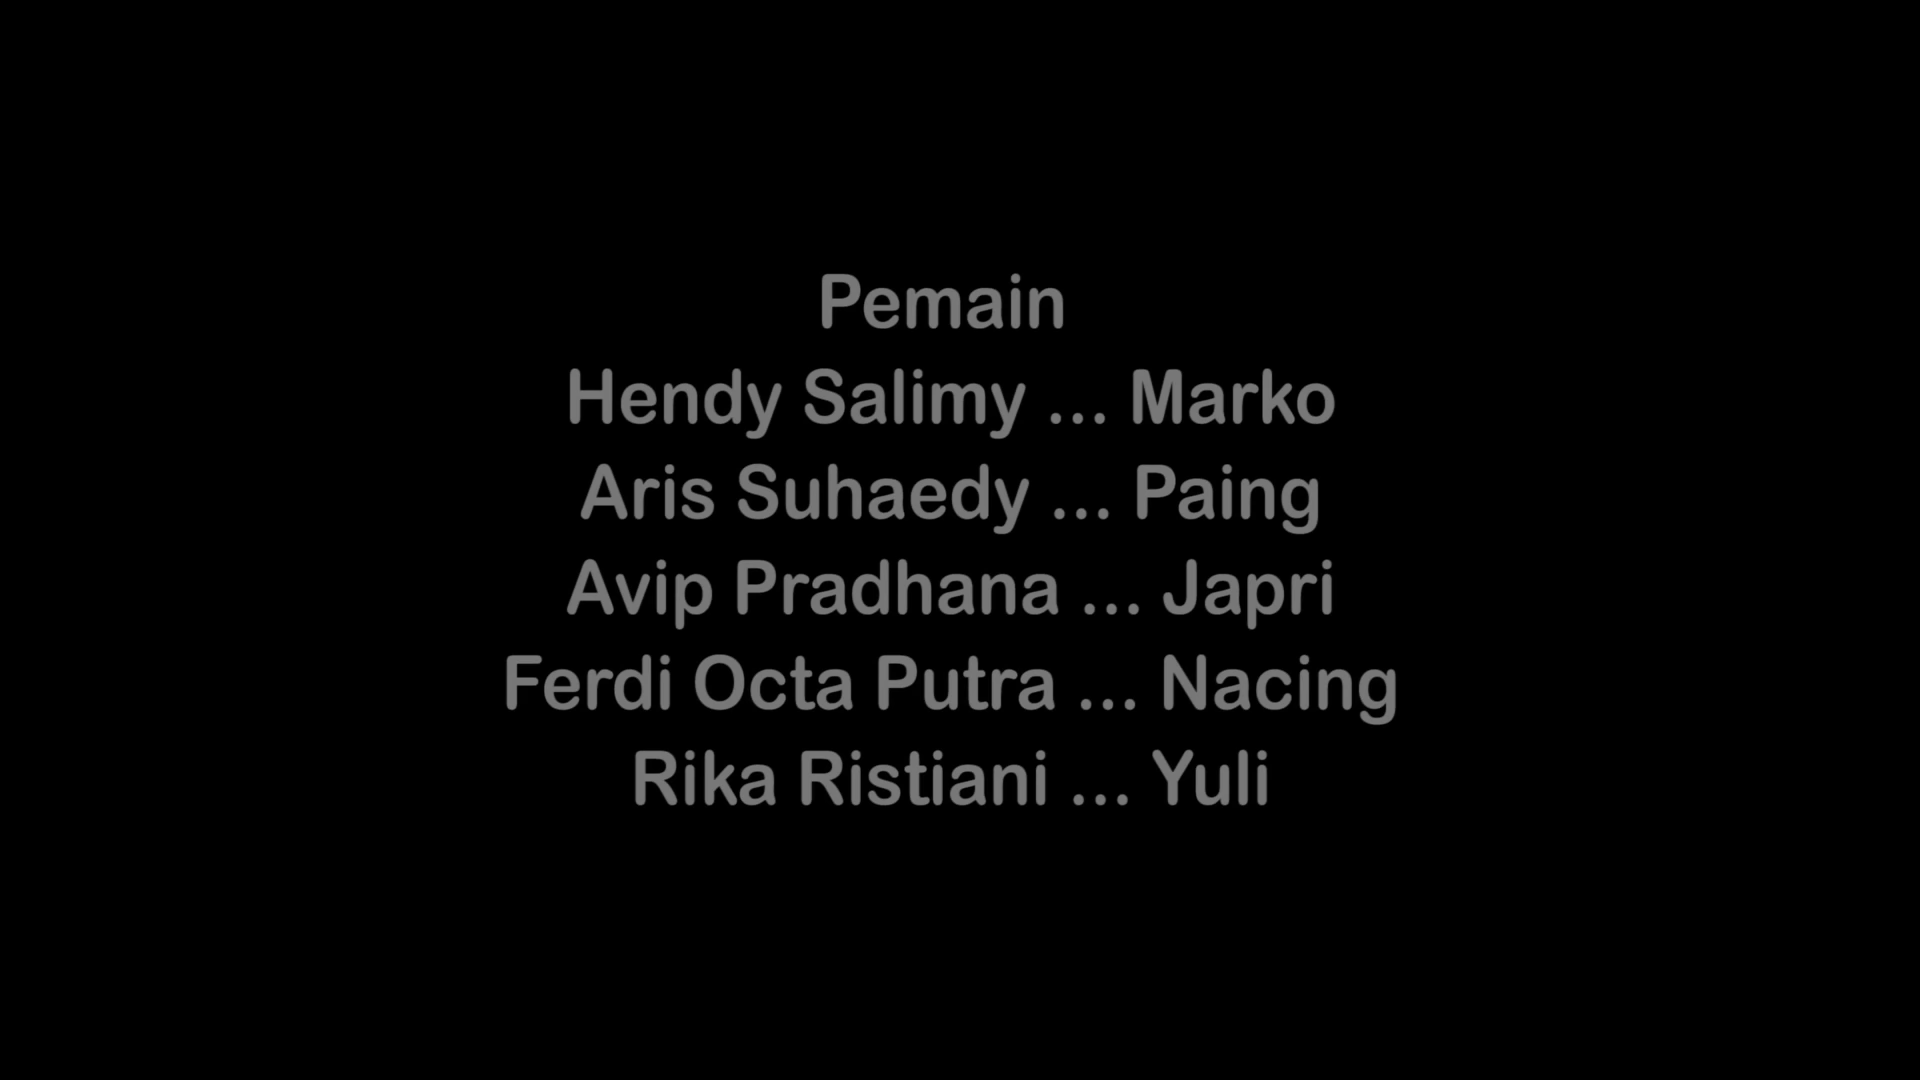 Pemain
Hendy Salimy ... Marko
Aris Suhaedy ... Paing
Avip Pradhana ... Japri
Ferdi Octa Putra ... Nacing
Rika Ristiani ... Yuli